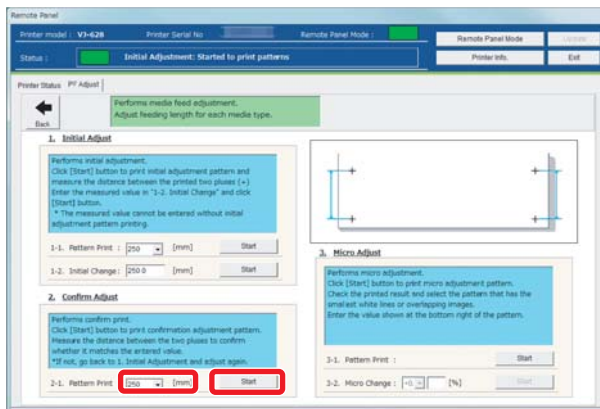 Remote Panel
Printer model : VJ-628 Printer Serial No Remote Panel Mode :
Remote Panel Mode
Status : Initial Adjustment: Started to print patterns
Printer Info. Exit
Printer Status PF Adjust
Back
Performs media feed adjustment.
Adjust feeding length for each media type.
1. Initial Adjust
Performs initial adjustment.
Click [Start] button to print initial adjustment pattern and
measure the distance between the printed two pluses (+)
Enter the measured value in "1-2. Initial Change" and click
[Start] button.
* The measured value cannot be entered without initial
adjustment pattern printing.
1-1. Pattern Print : 250 [mm] Start
1-2. Initial Change : 250.0 [mm] Start
2. Confirm Adjust
Performs confirm print.
Click [Start] button to print confirmation adjustment pattern.
Measure the distance between the two pluses to confirm
whether it matches the entered value.
*If not, go back to 1. Initial Adjustment and adjust again.
2-1. Pattern Print 250 [mm] Start
3. Micro Adjust
Performs micro adjustment.
Click [Start] button to print micro adjustment pattern.
Check the printed result and select the pattern that has the
smallest white lines or overlapping images.
Enter the value shown at the bottom right of the pattern.
3-1. Pattern Print : Start
3-2. Micro Change : [%] Start